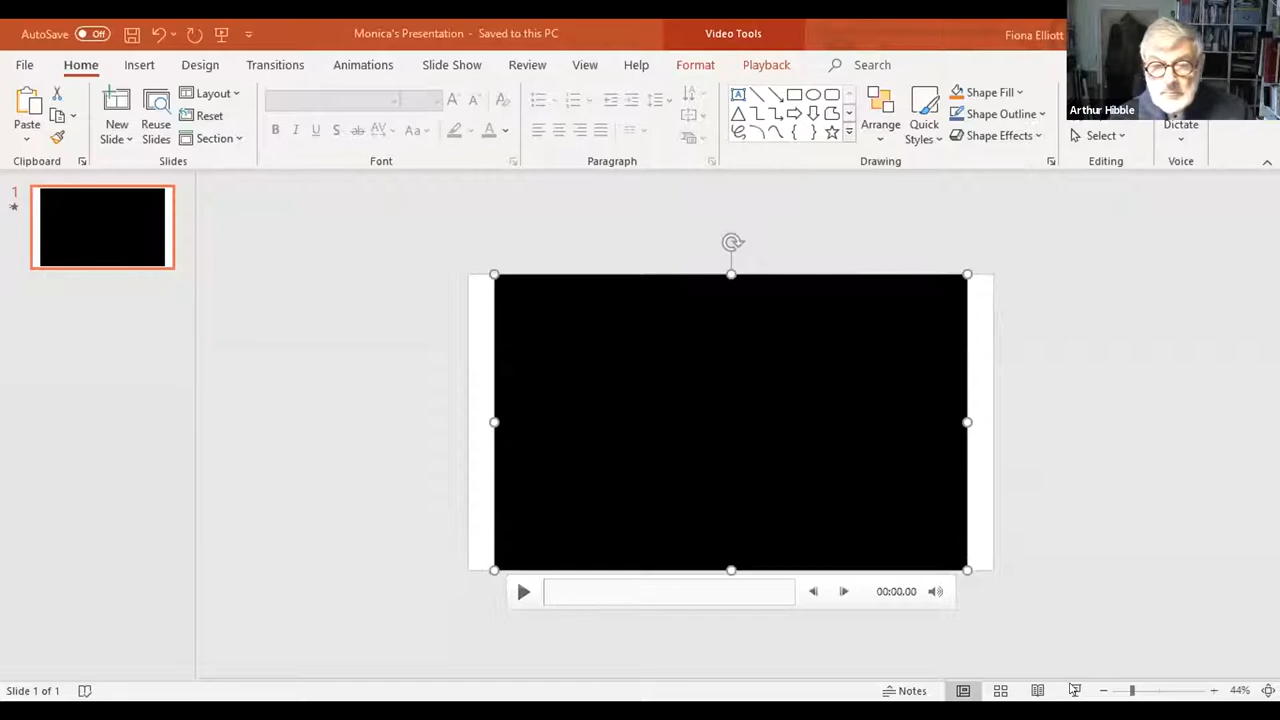 AutoSave Off Monica's Presentation - Saved to this PC Video Tools Fiona Elliott
File Home Insert Design Transitions Animations Slide Show Review View Help Format Playback Search
Arthur Hibble
Paste
New Slide
Reuse Slides
Layout
Reset
Section
Arrange
Quick Styles
Shape Fill
Shape Outline
Shape Effects
Select
Dictate
Clipboard Slides Font Paragraph Drawing Editing Voice
1
00:00.00
Slide 1 of 1 Notes 44%